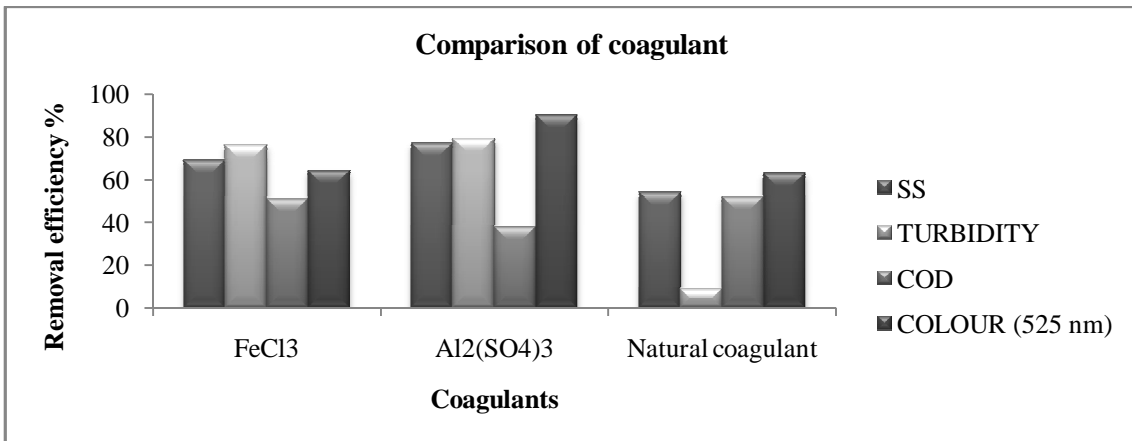 Comparison of coagulant
Removal efficiency %
100
80
60
40
20
0
FeCl3
Al2(SO4)3
Natural coagulant
Coagulants
SS
TURBIDITY
COD
COLOUR (525 nm)